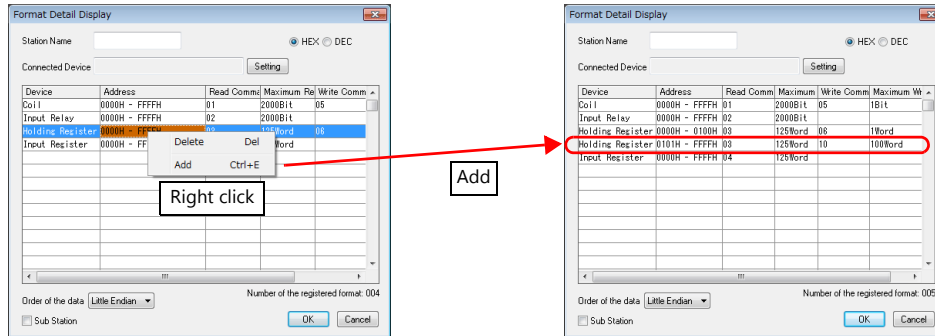 Format Detail Display
Station Name
HEX DEC
Connected Device
Setting
Device Address Read Comma Maximum Re Write Comm
Coil 0000H - FFFFH 01 2000Bit 05
Input Relay 0000H - FFFFH 02 2000Bit
Holding Register 0000H - FFFFH 03 125Word 06
Input Register 0000H - FF Word
Delete Del
Add Ctrl+E
Right click
Number of the registered format: 004
Order of the data Little Endian
Sub Station
OK Cancel
Add
Format Detail Display
Station Name
HEX DEC
Connected Device
Setting
Device Address Read Comma Maximum Write Comm Maximum Wr
Coil 0000H - FFFFH 01 2000Bit 05 1Bit
Input Relay 0000H - FFFFH 02 2000Bit
Holding Register 0000H - 0100H 03 125Word 06 1Word
Holding Register 0101H - FFFFH 03 125Word 10 100Word
Input Register 0000H - FFFFH 04 125Word
Number of the registered format: 005
Order of the data Little Endian
Sub Station
OK Cancel